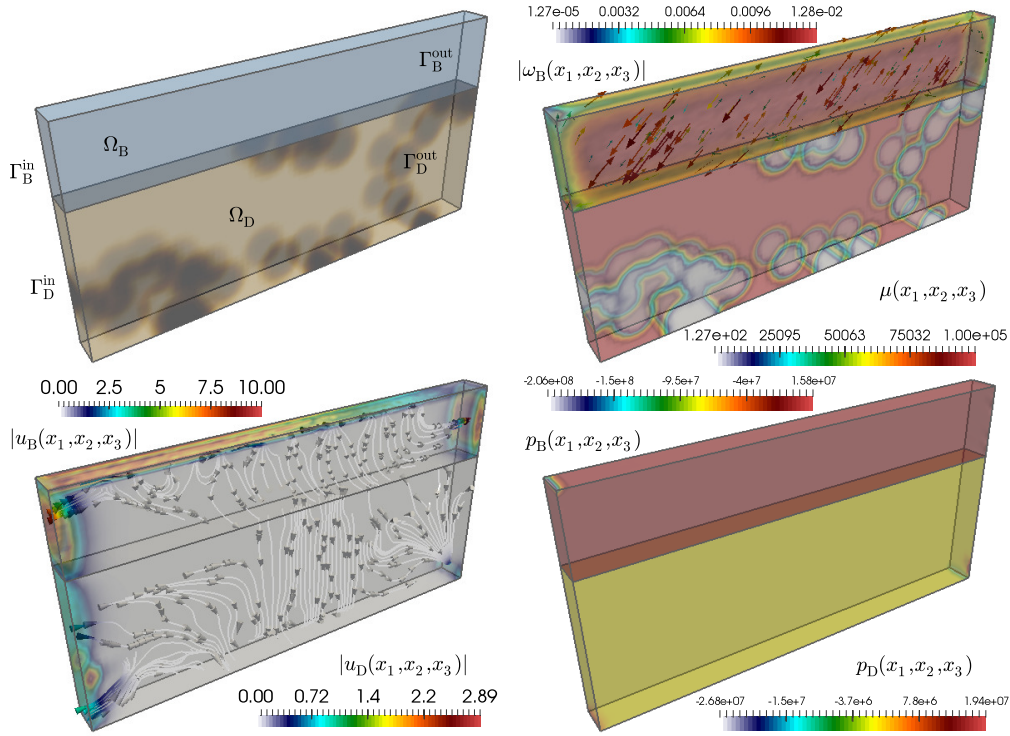 Γ_B^out
Ω_B
Γ_D^out
Γ_B^in
Ω_D
Γ_D^in
1.27e-05 0.0032 0.0064 0.0096 1.28e-02
|ω_B(x_1,x_2,x_3)|
μ(x_1,x_2,x_3)
1.27e+02 25095 50063 75032 1.00e+05
0.00 2.5 5 7.5 10.00
|u_B(x_1,x_2,x_3)|
|u_D(x_1,x_2,x_3)|
0.00 0.72 1.4 2.2 2.89
-2.06e+08 -1.5e+8 -9.5e+7 -4e+7 1.58e+07
p_B(x_1,x_2,x_3)
p_D(x_1,x_2,x_3)
-2.68e+07 -1.5e+7 -3.7e+6 7.8e+6 1.94e+07